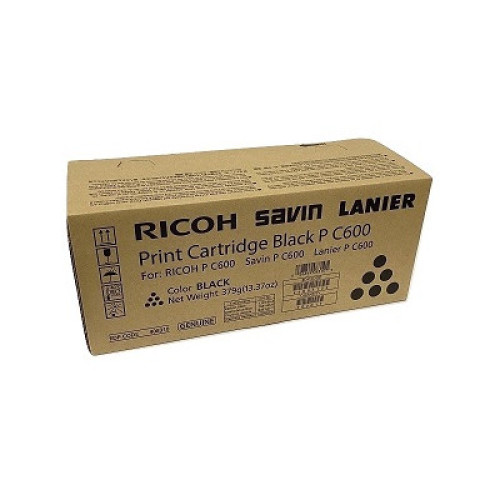 RICOH savin LANIER
Print Cartridge Black P C600
For: RICOH P C600 Savin P C600 Lanier P C600
Color BLACK
Net Weight 379g(13.37oz)
GENUINE